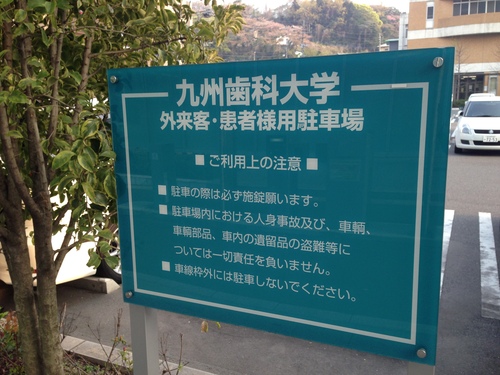 九州歯科大学
外来客・患者様用駐車場
■ ご利用上の注意 ■
■ 駐車の際は必ず施錠願います。
■ 駐車場内における人身事故及び、車輌、
車輌部品、車内の遺留品の盗難等に
ついては一切責任を負いません。
■ 車線枠外には駐車しないでください。